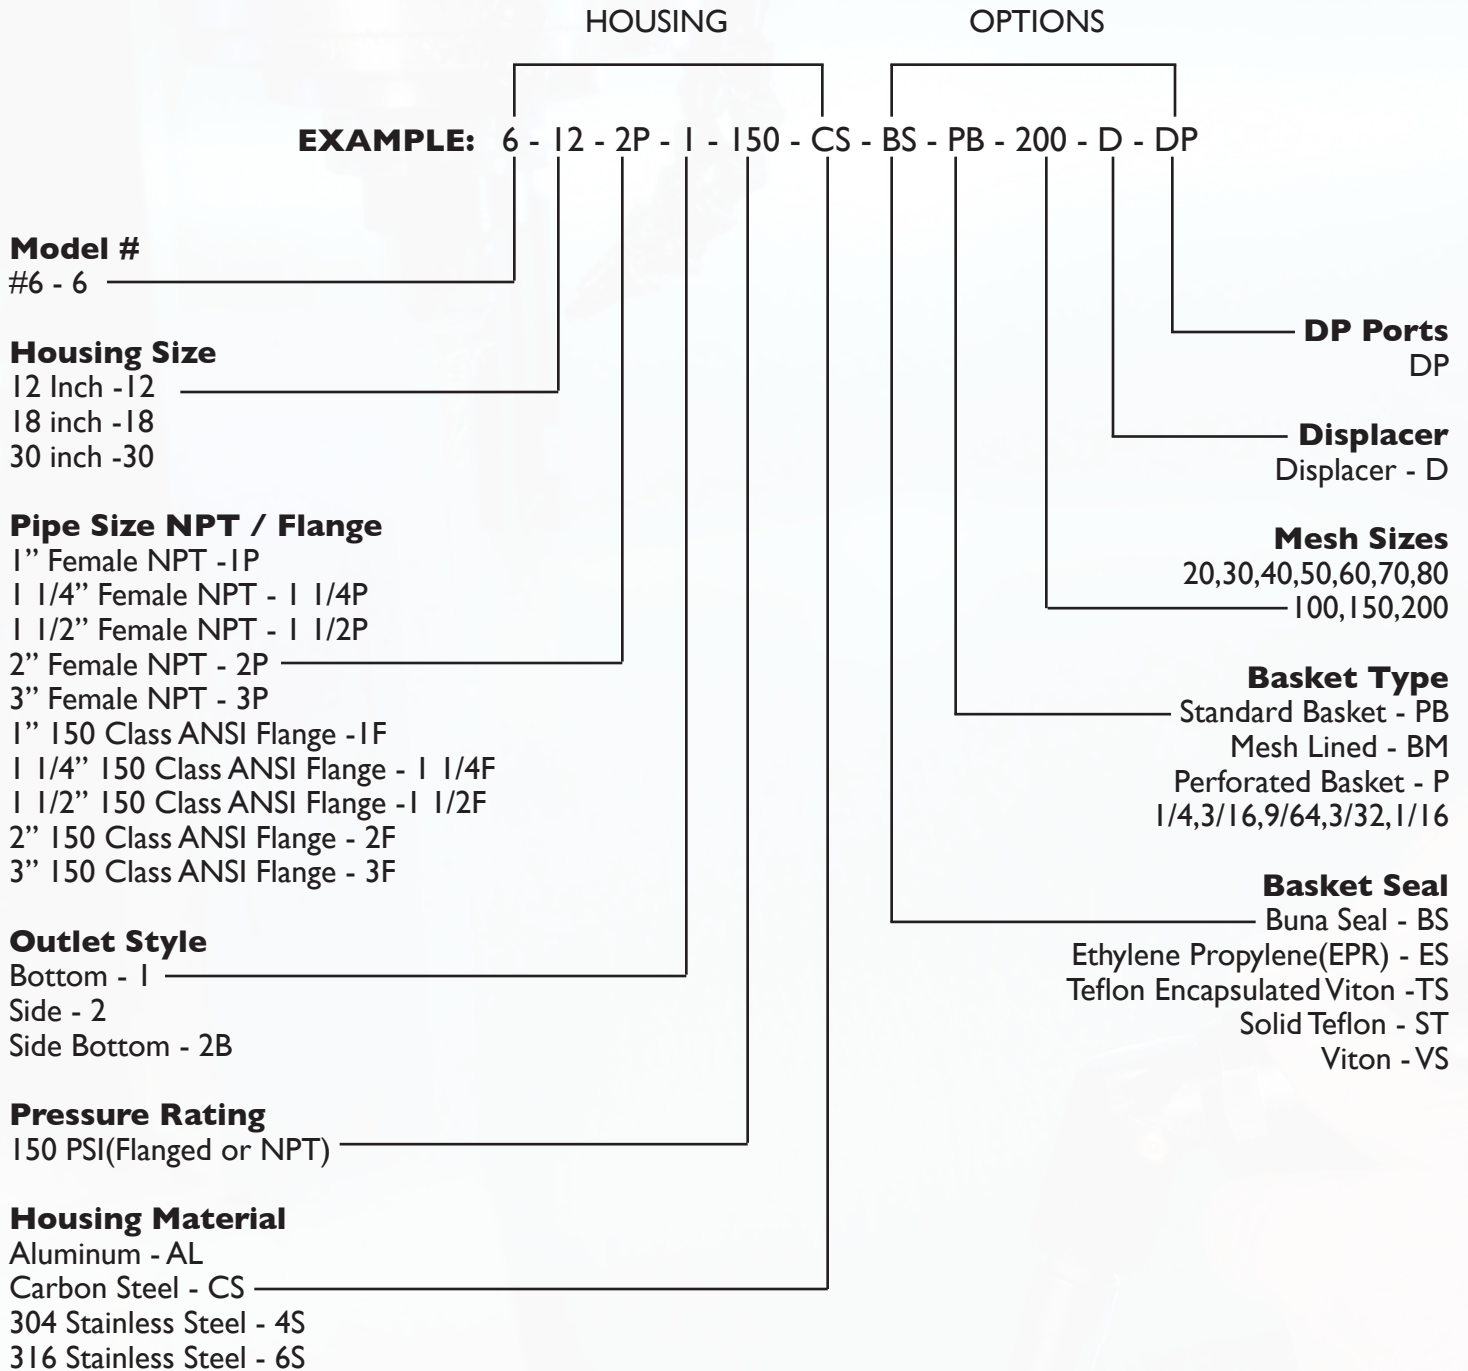 HOUSING
OPTIONS
EXAMPLE: 6 - 12 - 2P - 1 - 150 - CS - BS - PB - 200 - D - DP
Model #
#6 - 6
Housing Size
12 Inch -12
18 inch -18
30 inch -30
Pipe Size NPT / Flange
1” Female NPT -1P
1 1/4” Female NPT - 1 1/4P
1 1/2” Female NPT - 1 1/2P
2” Female NPT - 2P
3” Female NPT - 3P
1” 150 Class ANSI Flange -1F
1 1/4” 150 Class ANSI Flange - 1 1/4F
1 1/2” 150 Class ANSI Flange -1 1/2F
2” 150 Class ANSI Flange - 2F
3” 150 Class ANSI Flange - 3F
Outlet Style
Bottom - 1
Side - 2
Side Bottom - 2B
Pressure Rating
150 PSI(Flanged or NPT)
Housing Material
Aluminum - AL
Carbon Steel - CS
304 Stainless Steel - 4S
316 Stainless Steel - 6S
DP Ports
DP
Displacer
Displacer - D
Mesh Sizes
20,30,40,50,60,70,80
100,150,200
Basket Type
Standard Basket - PB
Mesh Lined - BM
Perforated Basket - P
1/4,3/16,9/64,3/32,1/16
Basket Seal
Buna Seal - BS
Ethylene Propylene(EPR) - ES
Teflon Encapsulated Viton -TS
Solid Teflon - ST
Viton - VS